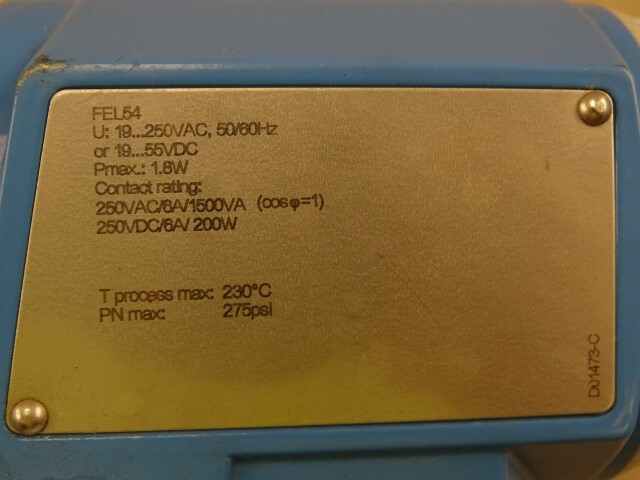 FEL54
U: 19...250VAC, 50/60Hz
or 19...55VDC
Pmax.: 1.8W
Contact rating:
250VAC/6A/1500VA (cosφ=1)
250VDC/6A/ 200W
T process max: 230°C
PN max: 275psi
D01473-C